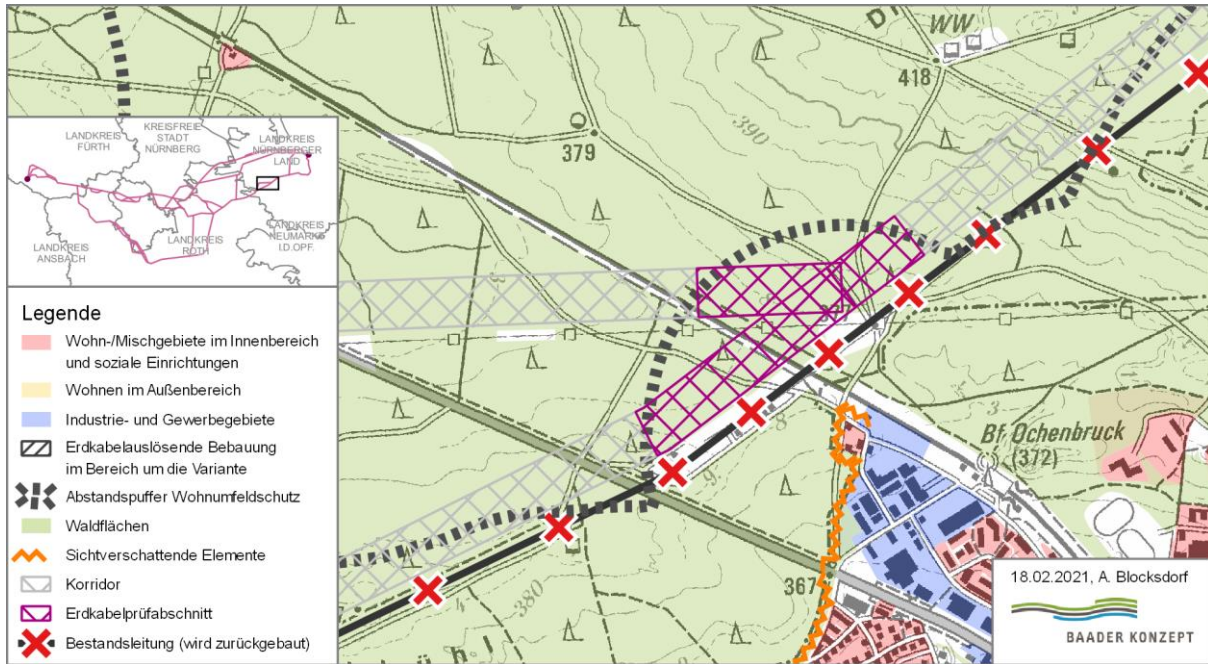 WW
418
379
390
377
Bf Ochenbruck
(372)
367
380
LANDKREIS
FÜRTH
KREISFREIE
STADT
NÜRNBERG
LANDKREIS
NÜRNBERGER
LAND
LANDKREIS
ANSBACH
LANDKREIS
ROTH
LANDKREIS
NEUMARKT
I.D.OPF.
Legende
Wohn-/Mischgebiete im Innenbereich
und soziale Einrichtungen
Wohnen im Außenbereich
Industrie- und Gewerbegebiete
Erdkabelauslösende Bebauung
im Bereich um die Variante
Abstandspuffer Wohnumfeldschutz
Waldflächen
Sichtverschattende Elemente
Korridor
Erdkabelprüfabschnitt
Bestandsleitung (wird zurückgebaut)
18.02.2021, A. Blocksdorf
BAADER KONZEPT